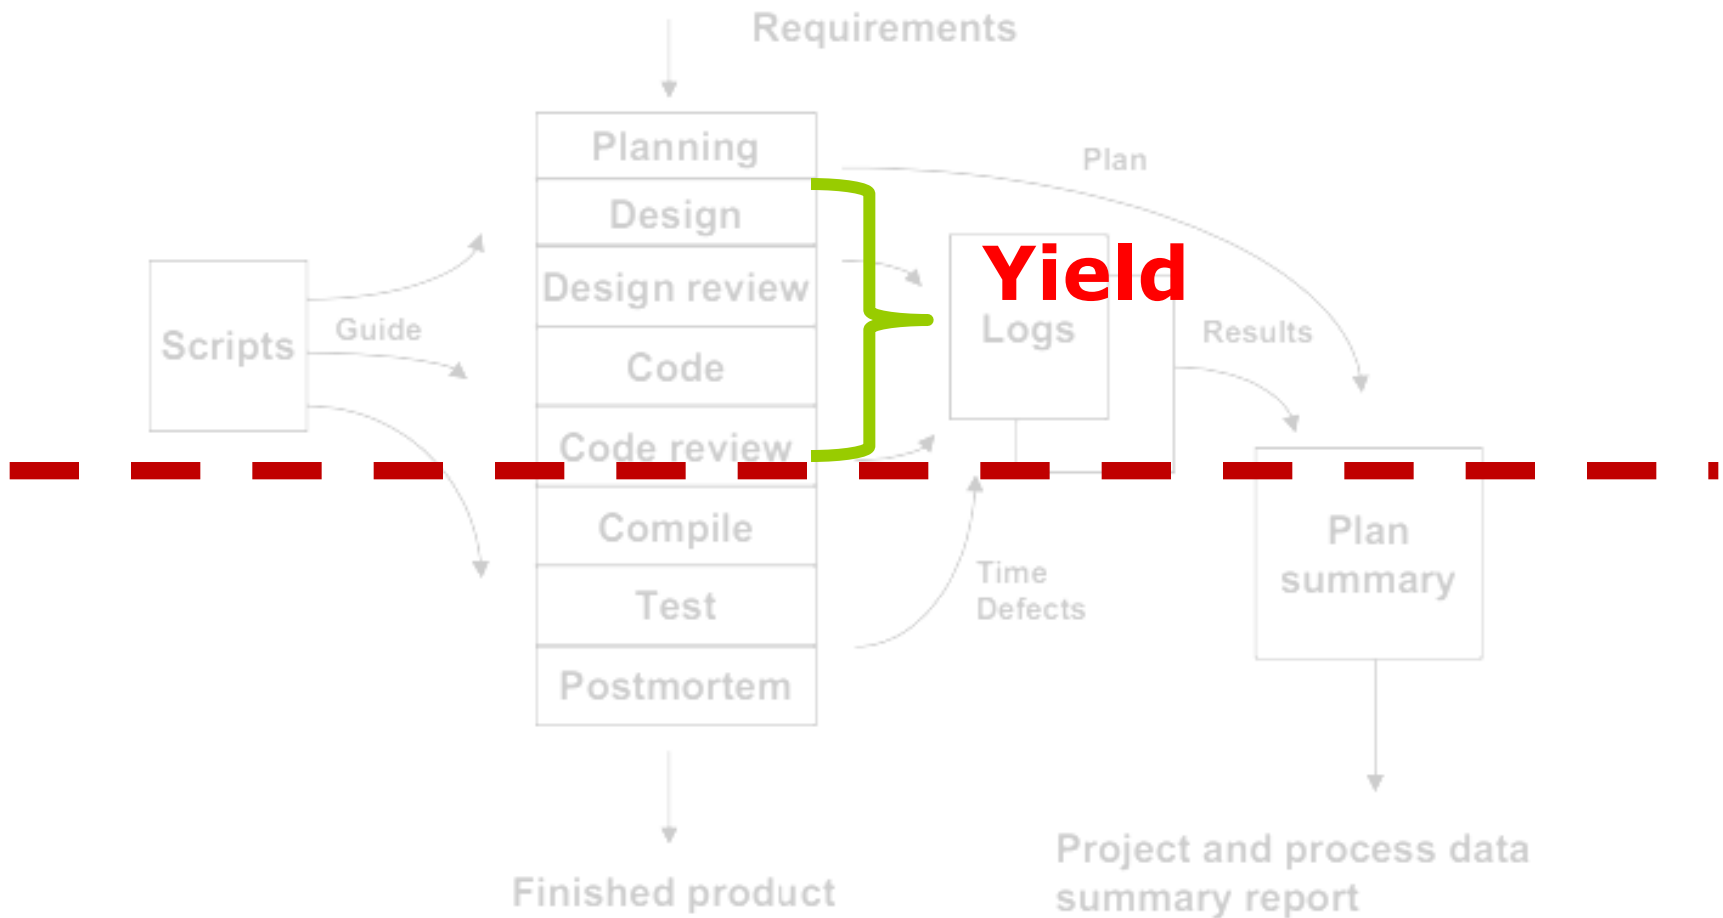 Requirements
Planning
Plan
Design
Yield
Design review
Logs
Results
Guide
Scripts
Code
Code review
Compile
Plan
summary
Time
Defects
Test
Postmortem
Project and process data
summary report
Finished product